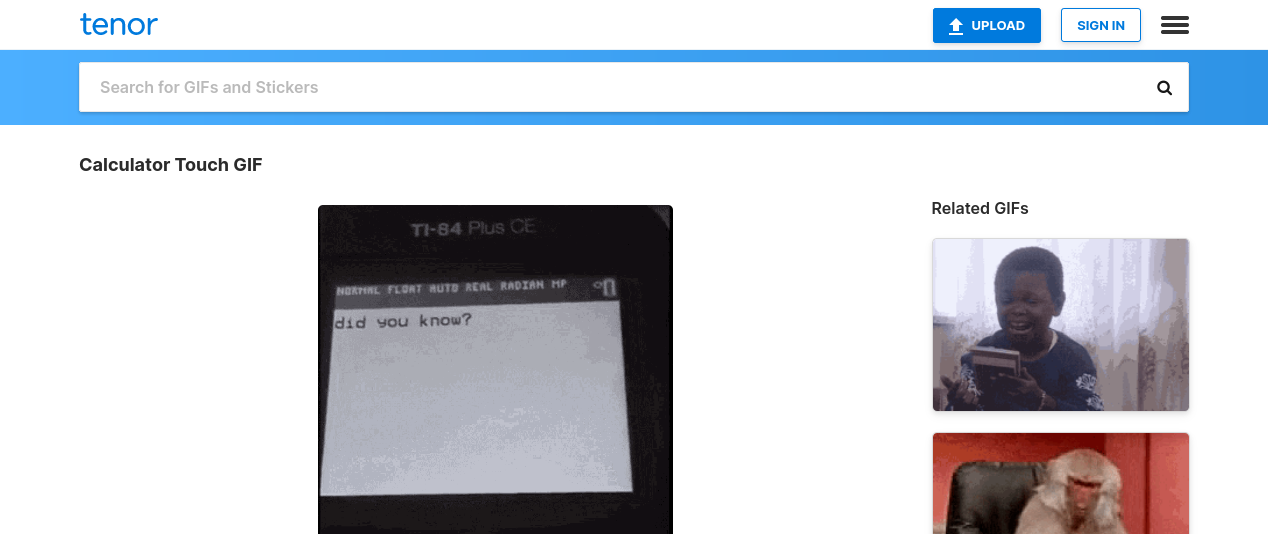 tenor
UPLOAD
SIGN IN
Search for GIFs and Stickers
Calculator Touch GIF
Related GIFs
TI-84 Plus CE
NORMAL FLOAT AUTO REAL RADIAN MP
did you know?